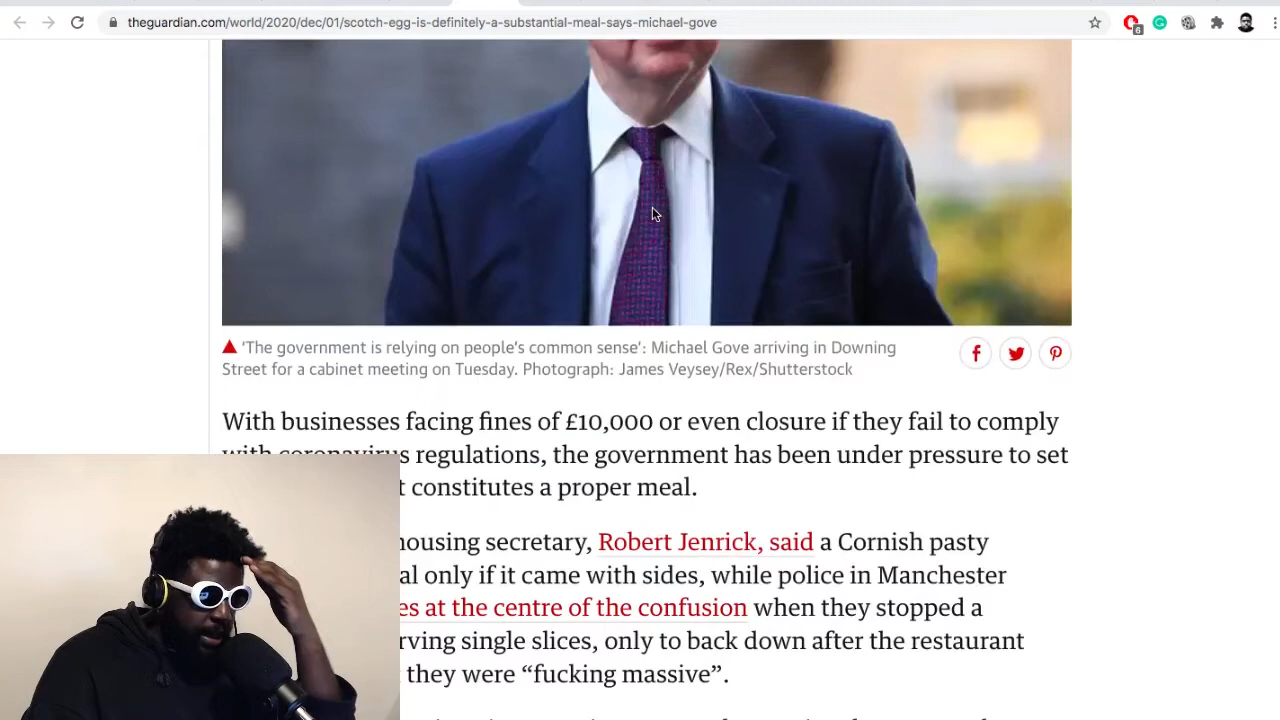 theguardian.com/world/2020/dec/01/scotch-egg-is-definitely-a-substantial-meal-says-michael-gove
6
'The government is relying on people's common sense': Michael Gove arriving in Downing
Street for a cabinet meeting on Tuesday. Photograph: James Veysey/Rex/Shutterstock
With businesses facing fines of £10,000 or even closure if they fail to comply
with coronavirus regulations, the government has been under pressure to set
constitutes a proper meal.
housing secretary, Robert Jenrick, said a Cornish pasty
only if it came with sides, while police in Manchester
at the centre of the confusion when they stopped a
single slices, only to back down after the restaurant
they were “fucking massive”.